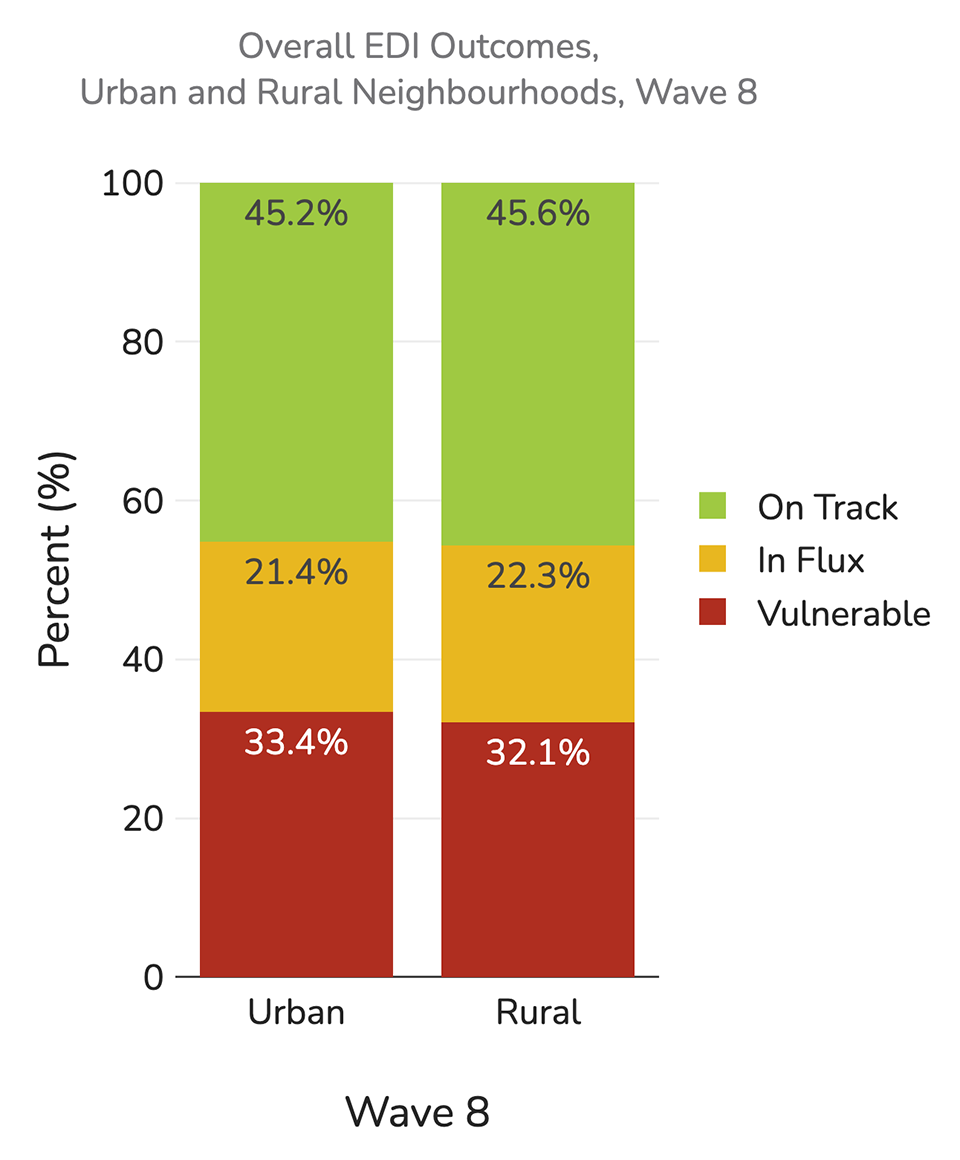 Overall EDI Outcomes,
Urban and Rural Neighbourhoods, Wave 8
Percent (%)
100
80
60
40
20
0
45.2%
45.6%
21.4%
22.3%
33.4%
32.1%
Urban
Rural
Wave 8
On Track
In Flux
Vulnerable